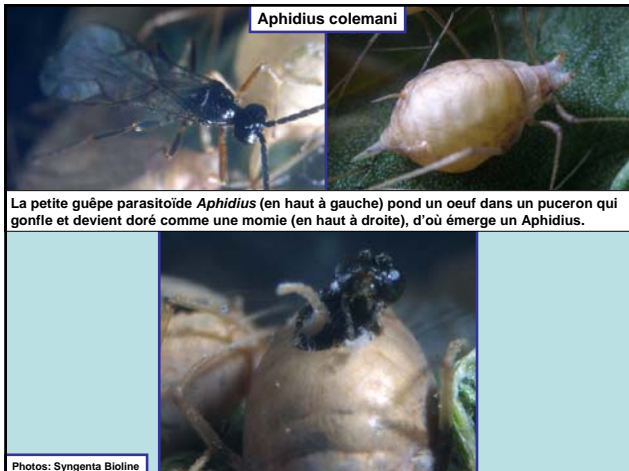 Aphidius colemani
La petite guêpe parasitoïde Aphidius (en haut à gauche) pond un oeuf dans un puceron qui
gonfle et devient doré comme une momie (en haut à droite), d'où émerge un Aphidius.
Photos: Syngenta Bioline